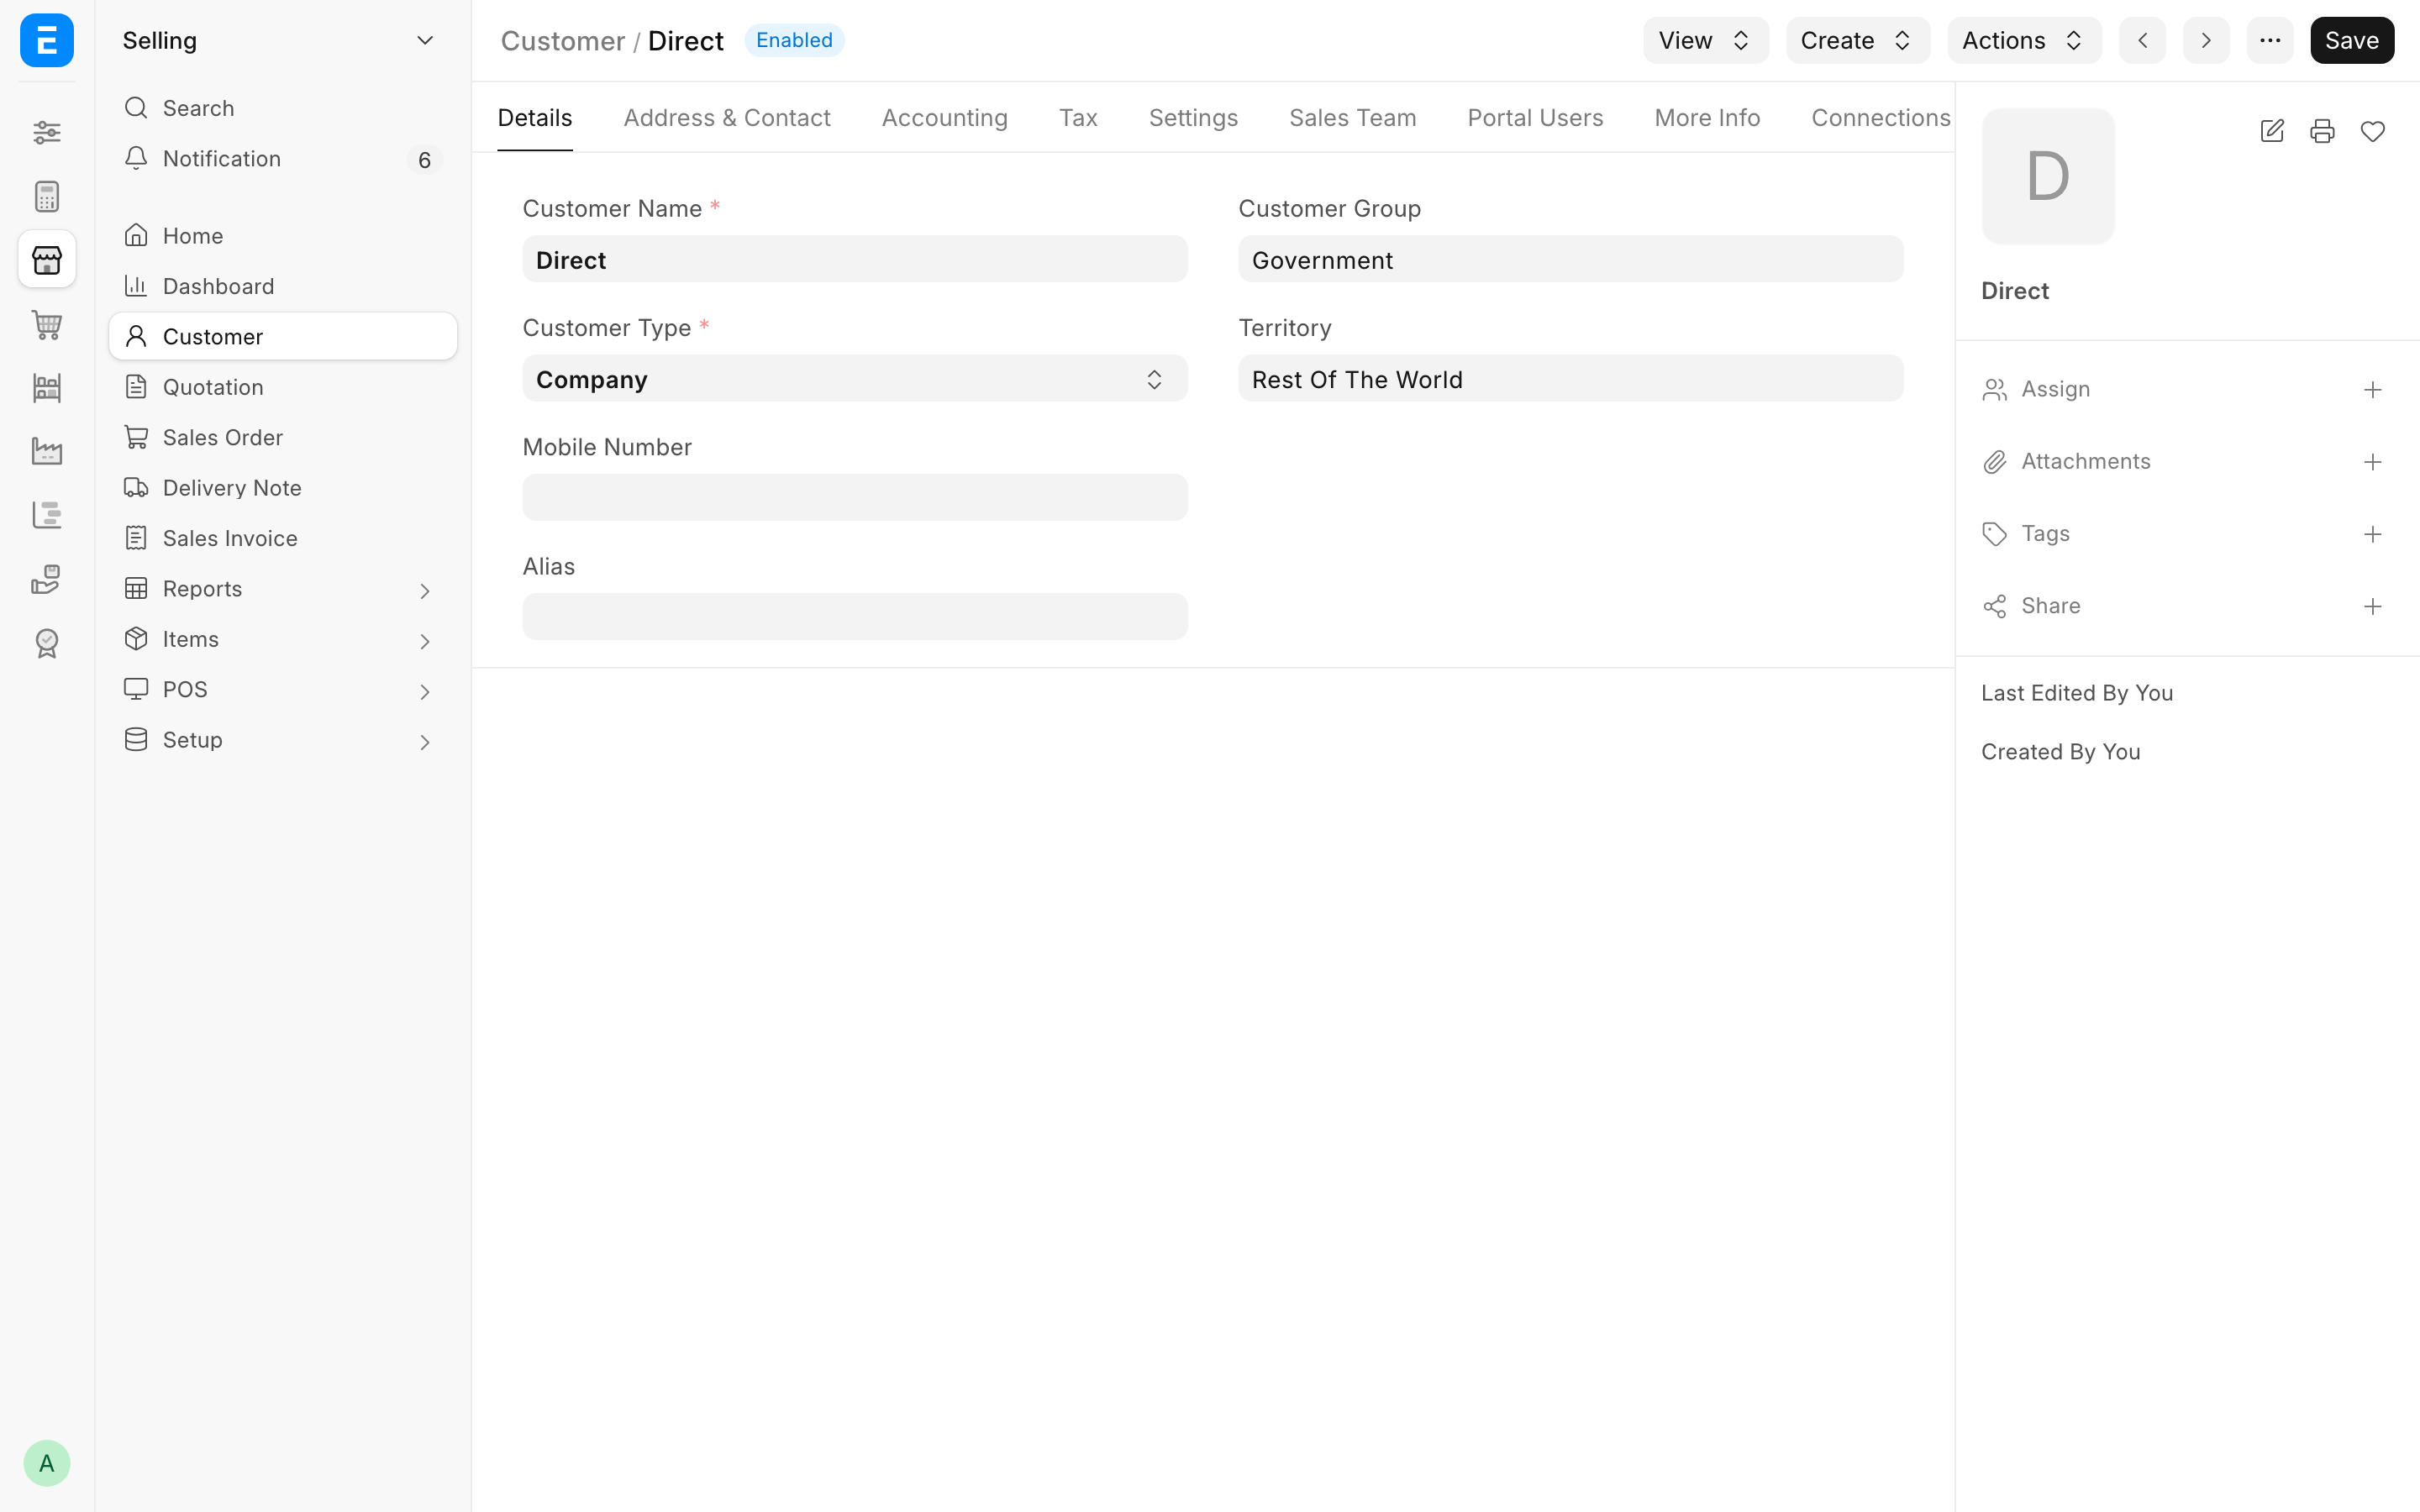 Selling
Search
Notification
6
Home
Dashboard
Customer
Quotation
Sales Order
Delivery Note
Sales Invoice
Reports
Items
POS
Setup
A
Customer / Direct
Enabled
View
Create
Actions
Save
Details
Address & Contact
Accounting
Tax
Settings
Sales Team
Portal Users
More Info
Connections
Customer Name *
Direct
Customer Type *
Company
Mobile Number
Alias
Customer Group
Government
Territory
Rest Of The World
D
Direct
Assign
Attachments
Tags
Share
Last Edited By You
Created By You